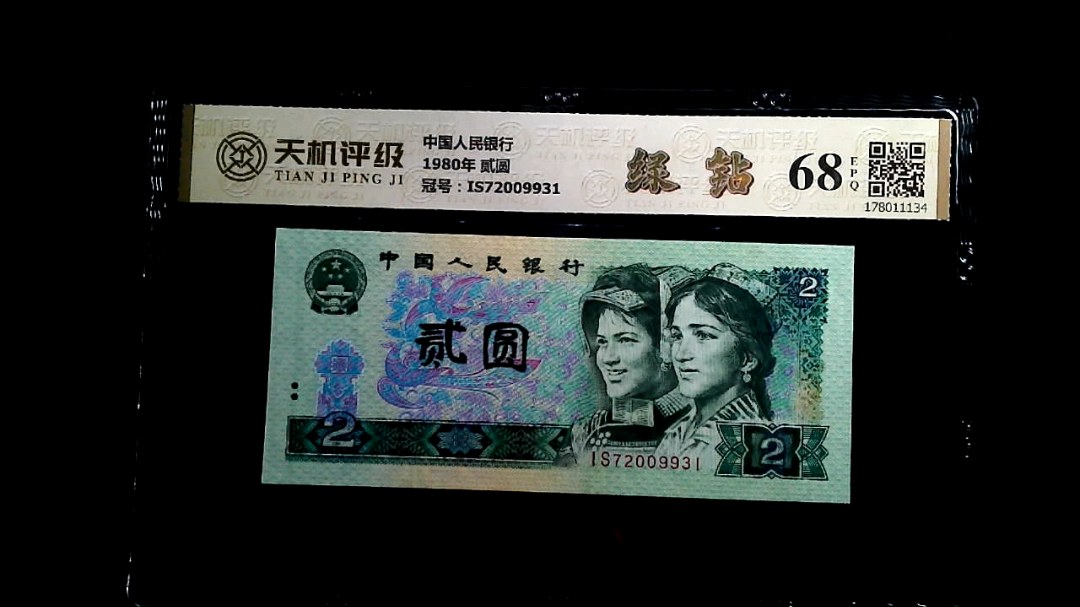 天机评级
TIAN JI PING JI
中国人民银行
1980年 贰圆
冠号：IS72009931
绿钻
68
EPQ
178011134
中国人民银行
2
贰圆
2
IS72009931
2